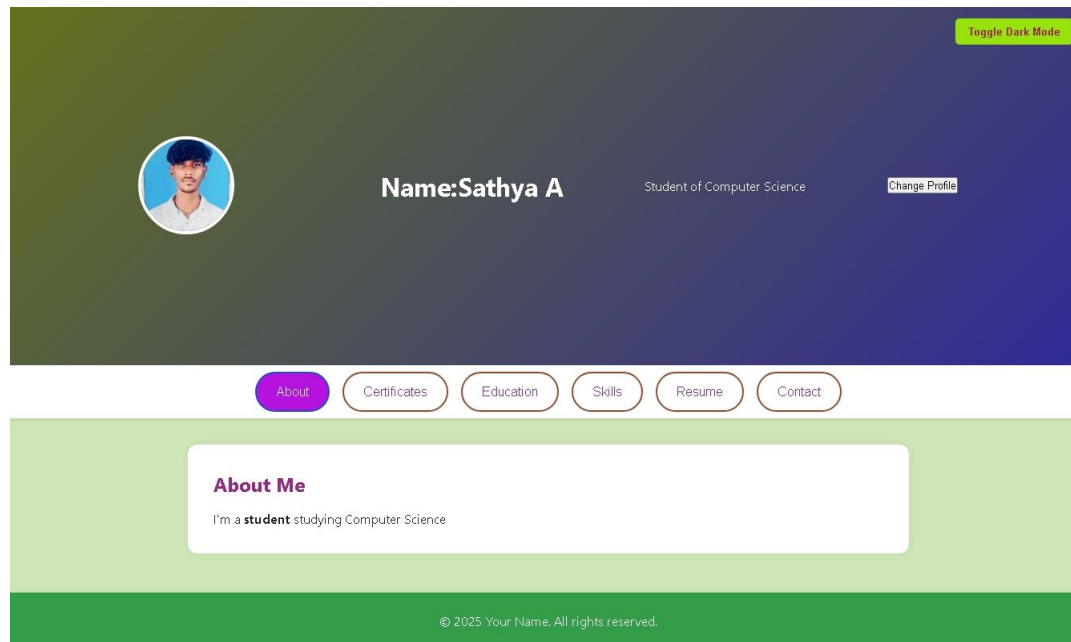 Toggle Dark Mode
Name:Sathya A
Student of Computer Science
Change Profile
About
Certificates
Education
Skills
Resume
Contact
About Me
I'm a student studying Computer Science
© 2025 Your Name. All rights reserved.